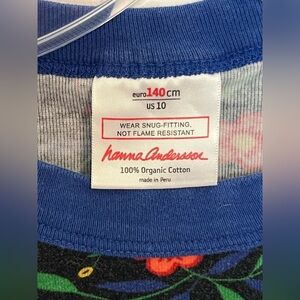 euro140cm
US 10
WEAR SNUG-FITTING,
NOT FLAME RESISTANT
hanna andersson
100% Organic Cotton
made in Peru